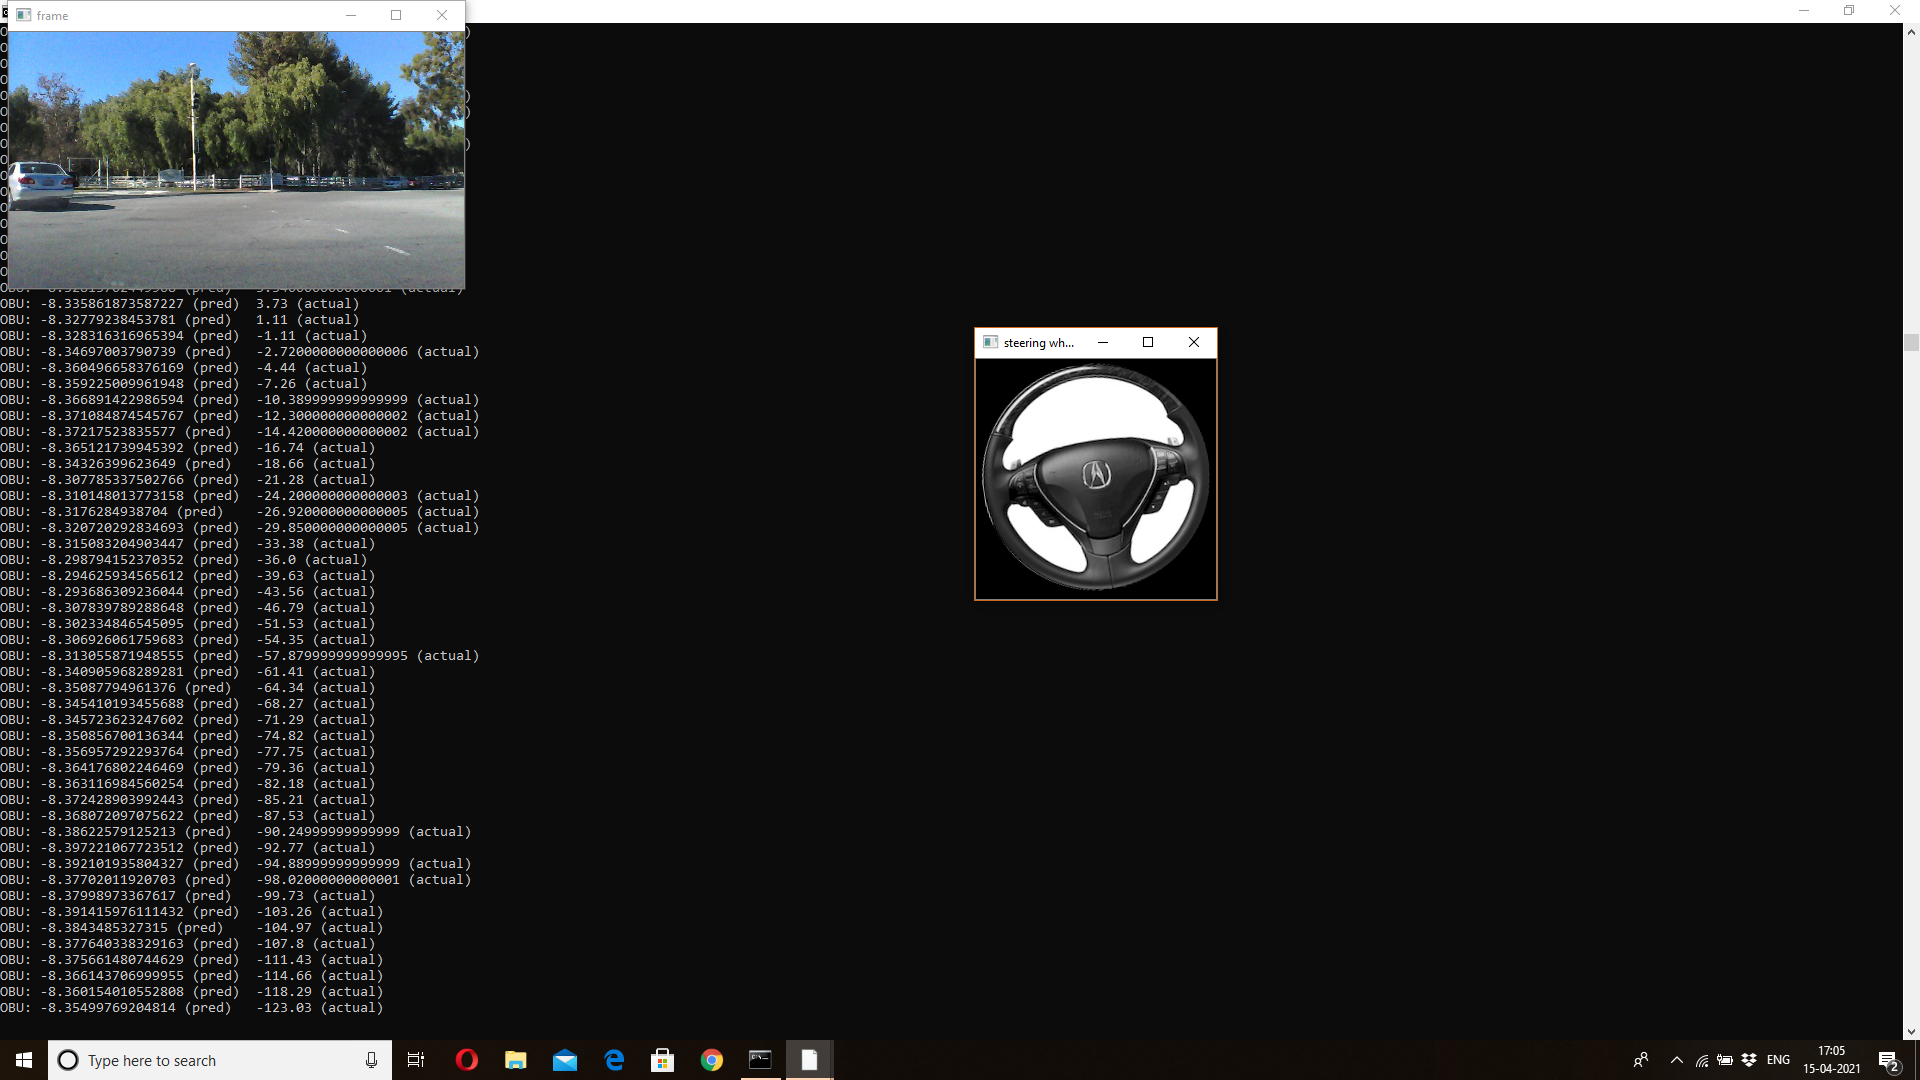 frame
OBU: -8.335861873587227 (pred) 3.73 (actual)
OBU: -8.32779238453781 (pred) 1.11 (actual)
OBU: -8.328316316965394 (pred) -1.11 (actual)
OBU: -8.34697003790739 (pred) -2.7200000000000006 (actual)
OBU: -8.360496658376169 (pred) -4.44 (actual)
OBU: -8.359225009961948 (pred) -7.26 (actual)
OBU: -8.366891422986594 (pred) -10.389999999999999 (actual)
OBU: -8.371084874545767 (pred) -12.300000000000002 (actual)
OBU: -8.37217523835577 (pred) -14.420000000000002 (actual)
OBU: -8.365121739945392 (pred) -16.74 (actual)
OBU: -8.34326399623649 (pred) -18.66 (actual)
OBU: -8.307785337502766 (pred) -21.28 (actual)
OBU: -8.310148013773158 (pred) -24.200000000000003 (actual)
OBU: -8.3176284938704 (pred) -26.920000000000005 (actual)
OBU: -8.320720292834693 (pred) -29.850000000000005 (actual)
OBU: -8.315083204903447 (pred) -33.38 (actual)
OBU: -8.298794152370352 (pred) -36.0 (actual)
OBU: -8.294625934565612 (pred) -39.63 (actual)
OBU: -8.293686309236044 (pred) -43.56 (actual)
OBU: -8.307839789288648 (pred) -46.79 (actual)
OBU: -8.302334846545095 (pred) -51.53 (actual)
OBU: -8.306926061759683 (pred) -54.35 (actual)
OBU: -8.313055871948555 (pred) -57.879999999999995 (actual)
OBU: -8.340905968289281 (pred) -61.41 (actual)
OBU: -8.35087794961376 (pred) -64.34 (actual)
OBU: -8.345410193455688 (pred) -68.27 (actual)
OBU: -8.345723623247602 (pred) -71.29 (actual)
OBU: -8.350856700136344 (pred) -74.82 (actual)
OBU: -8.356957292293764 (pred) -77.75 (actual)
OBU: -8.364176802246469 (pred) -79.36 (actual)
OBU: -8.363116984560254 (pred) -82.18 (actual)
OBU: -8.372428903992443 (pred) -85.21 (actual)
OBU: -8.368072097075622 (pred) -87.53 (actual)
OBU: -8.38622579125213 (pred) -90.24999999999999 (actual)
OBU: -8.397221067723512 (pred) -92.77 (actual)
OBU: -8.392101935804327 (pred) -94.88999999999999 (actual)
OBU: -8.37702011920703 (pred) -98.02000000000001 (actual)
OBU: -8.37998973367617 (pred) -99.73 (actual)
OBU: -8.391415976111432 (pred) -103.26 (actual)
OBU: -8.3843485327315 (pred) -104.97 (actual)
OBU: -8.377640338329163 (pred) -107.8 (actual)
OBU: -8.375661480744629 (pred) -111.43 (actual)
OBU: -8.366143706999955 (pred) -114.66 (actual)
OBU: -8.360154010552808 (pred) -118.29 (actual)
OBU: -8.35499769204814 (pred) -123.03 (actual)
steering wh...
Type here to search
ENG
17:05
15-04-2021
2